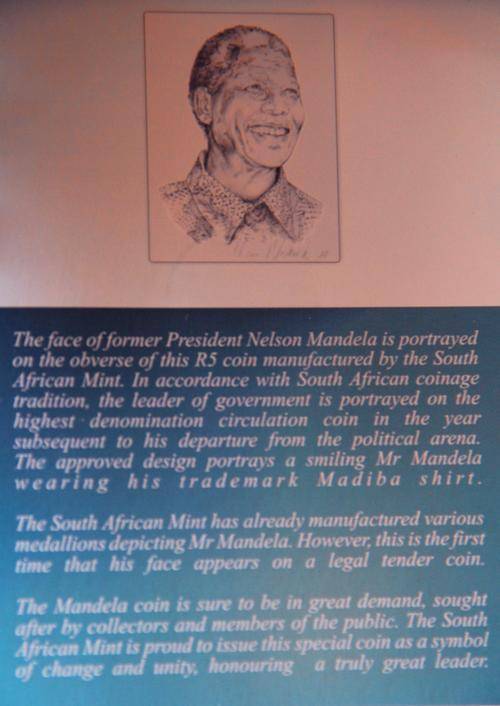 The face of former President Nelson Mandela is portrayed
on the obverse of this R5 coin manufactured by the South
African Mint. In accordance with South African coinage
tradition, the leader of government is portrayed on the
highest denomination circulation coin in the year
subsequent to his departure from the political arena.
The approved design portrays a smiling Mr Mandela
wearing his trademark Madiba shirt.
The South African Mint has already manufactured various
medallions depicting Mr Mandela. However, this is the first
time that his face appears on a legal tender coin.
The Mandela coin is sure to be in great demand, sought
after by collectors and members of the public. The South
African Mint is proud to issue this special coin as a symbol
of change and unity, honouring a truly great leader.